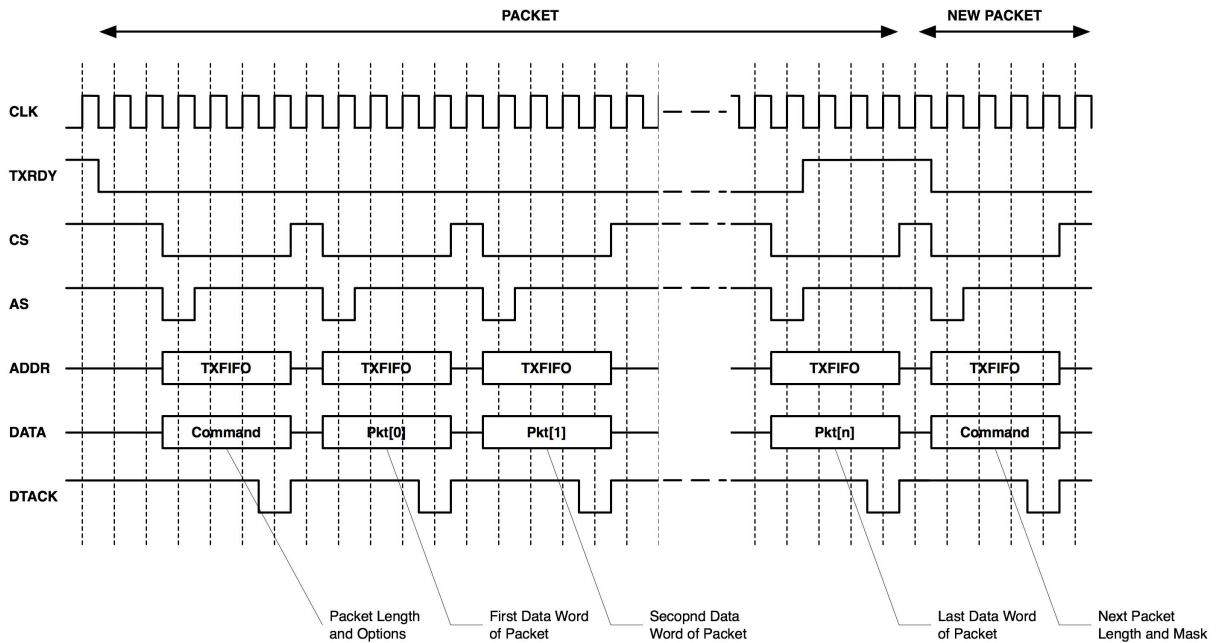 PACKET
NEW PACKET
CLK
TXRDY
CS
AS
ADDR
TXFIFO
TXFIFO
TXFIFO
TXFIFO
TXFIFO
DATA
Command
Pkt[0]
Pkt[1]
Pkt[n]
Command
DTACK
Packet Length
and Options
First Data Word
of Packet
Secopnd Data
Word of Packet
Last Data Word
of Packet
Next Packet
Length and Mask